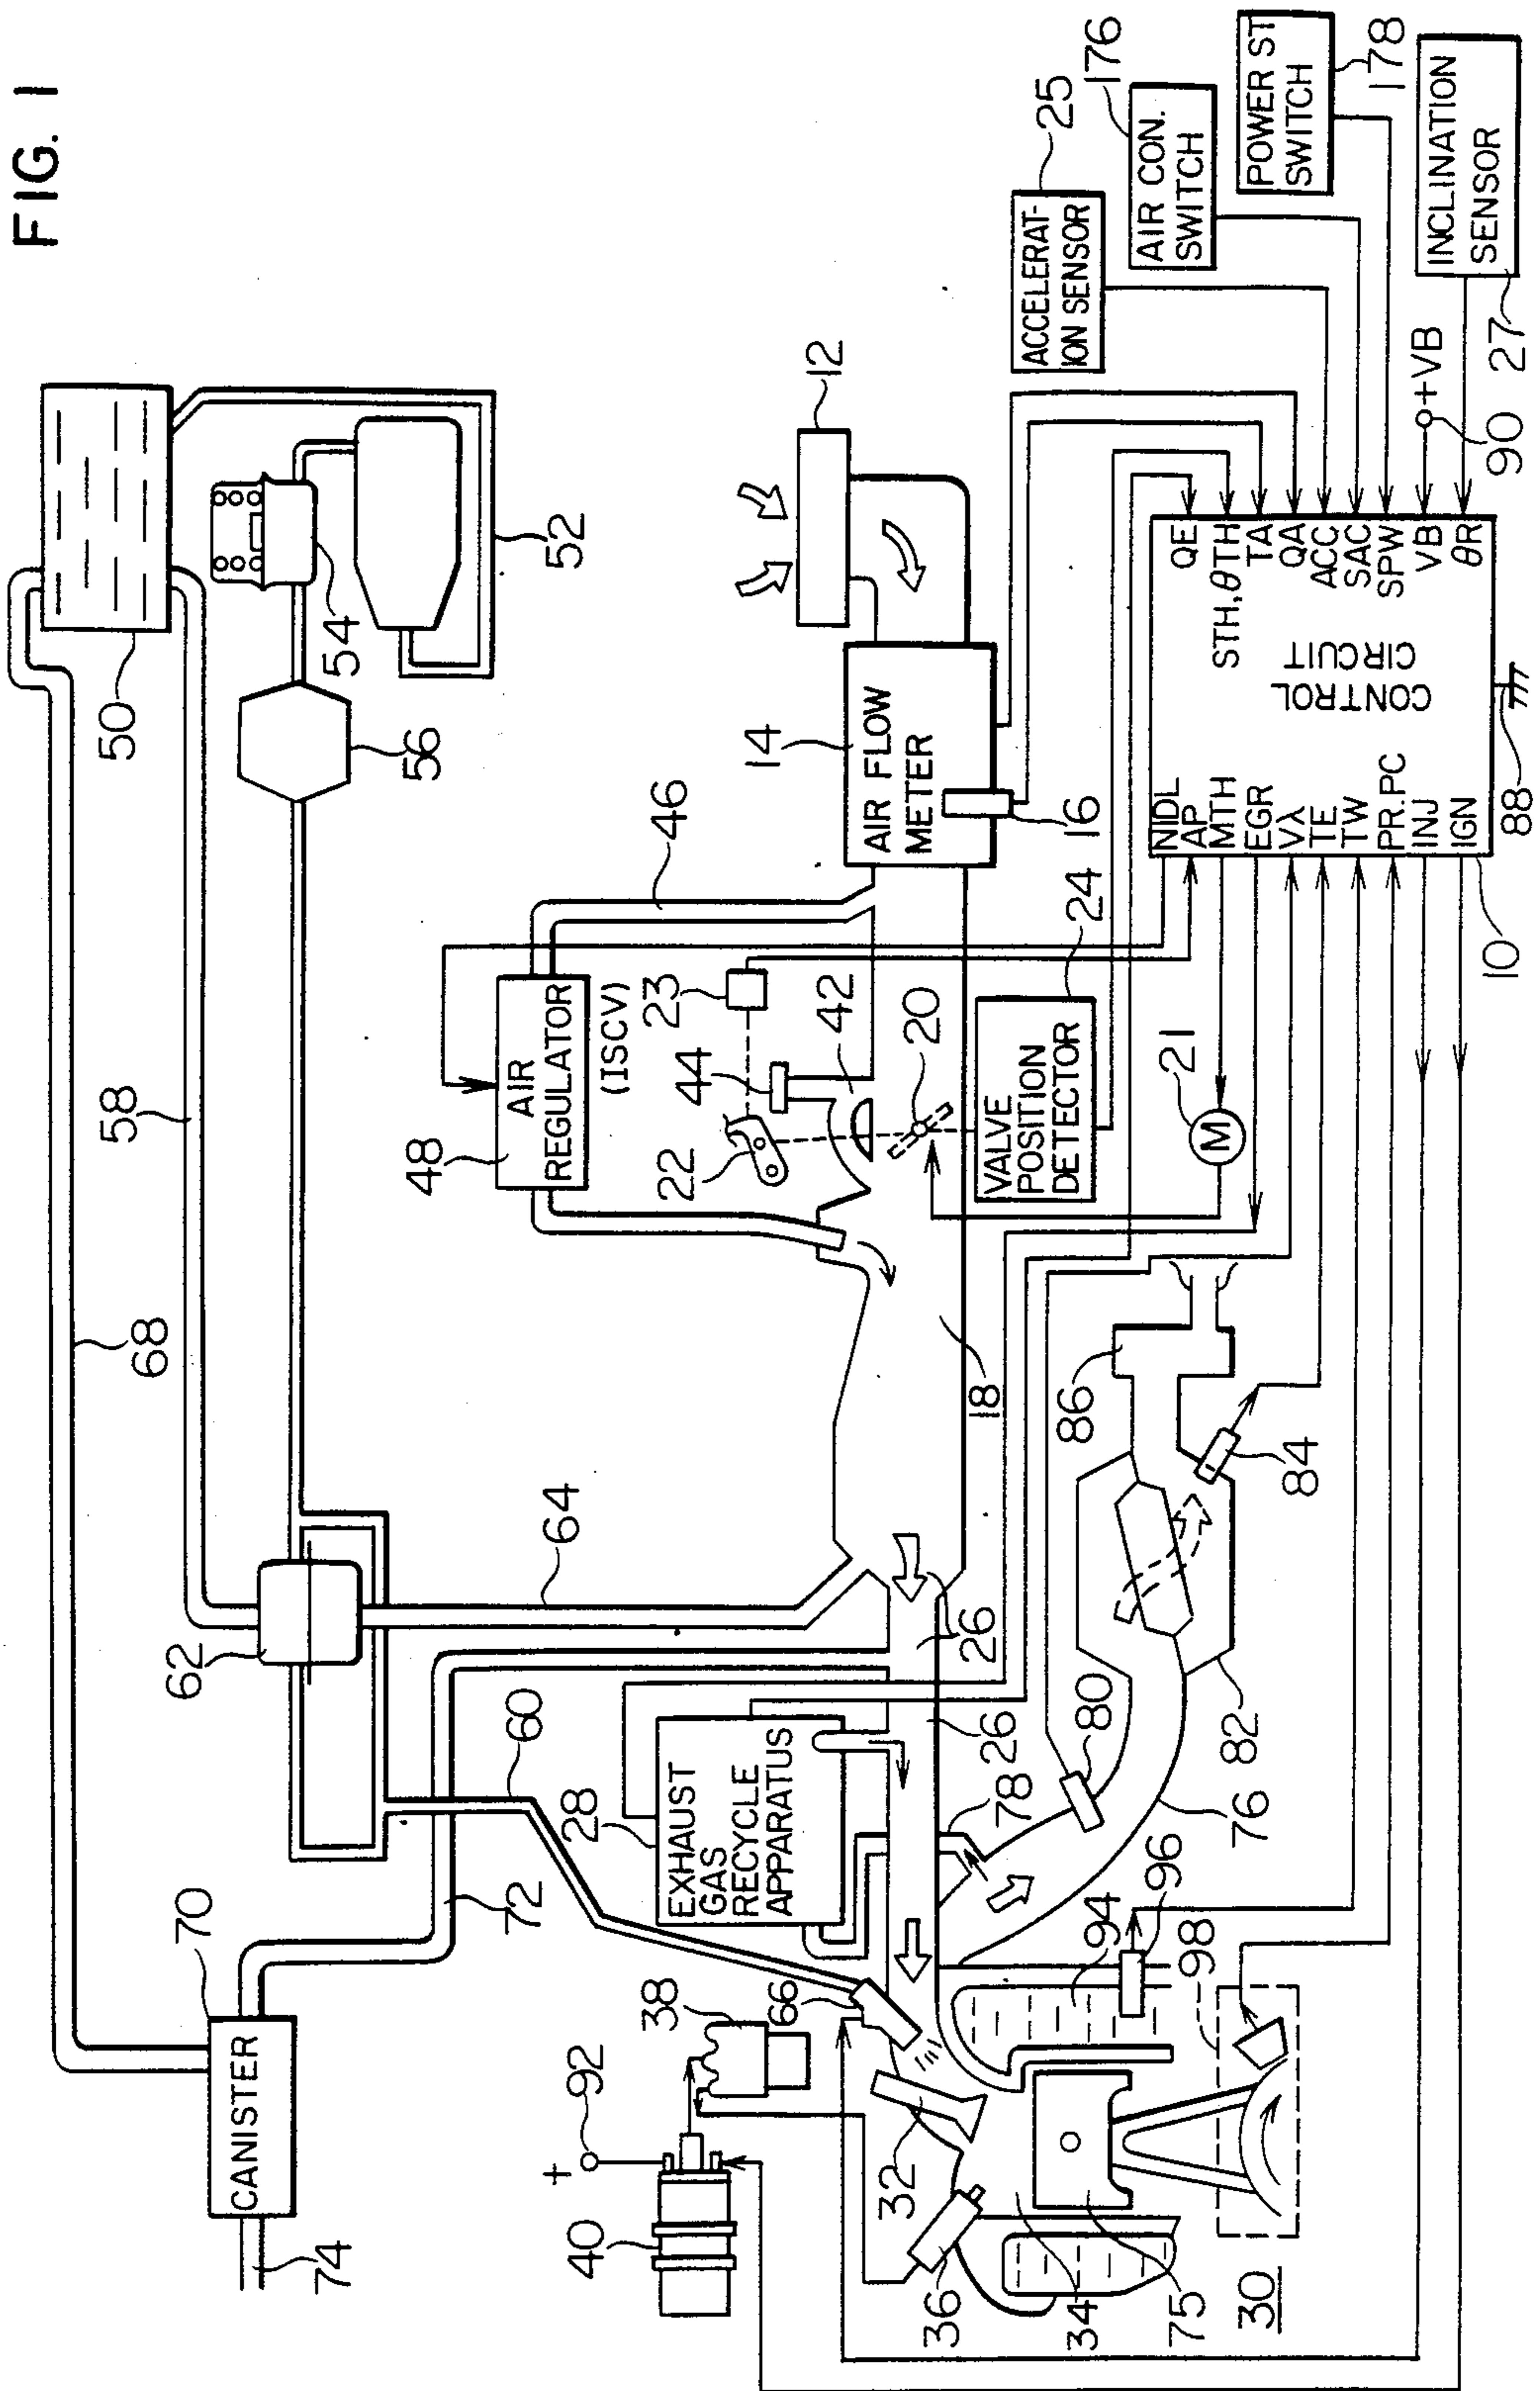 FIG. 1
68
58
50
52
54
56
62
64
60
70
CANISTER
72
74
12
14
AIR FLOW
METER
16
46
48
AIR
REGULATOR
(ISCV)
23
22
44
42
20
24
VALVE
POSITION
DETECTOR
21
M
18
26
26
28
EXHAUST
GAS
RECYCLE
APPARATUS
78
80
76
82
84
86
38
66
+
92
40
32
36
34
75
30
94
96
98
25
ACCELERAT-
ION SENSOR
176
AIR CON.
SWITCH
POWER ST
SWITCH
178
INCLINATION
SENSOR
27
+VB
90
QE
STH, θTH
TA
QA
ACC
SAC
SPW
VB
θR
CONTROL
CIRCUIT
NIDL
AP
MTH
EGR
Vλ
TE
TW
PR.PC
INJ
IGN
10
88